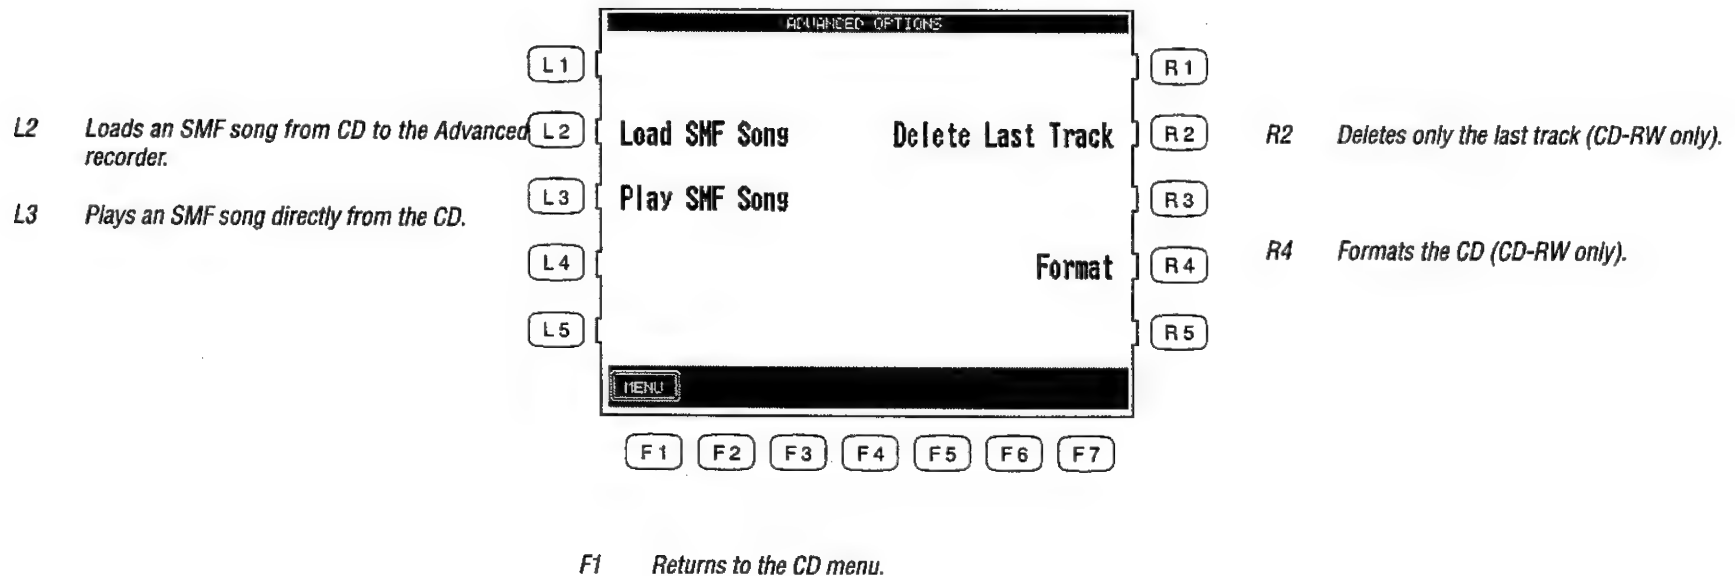 ADVANCED OPTIONS
L1
R1
L2 Loads an SMF song from CD to the Advanced
recorder.
L2
Load SMF Song
Delete Last Track
R2
R2 Deletes only the last track (CD-RW only).
L3 Plays an SMF song directly from the CD.
L3
Play SMF Song
R3
L4
Format
R4
R4 Formats the CD (CD-RW only).
L5
R5
MENU
F1 F2 F3 F4 F5 F6 F7
F1 Returns to the CD menu.